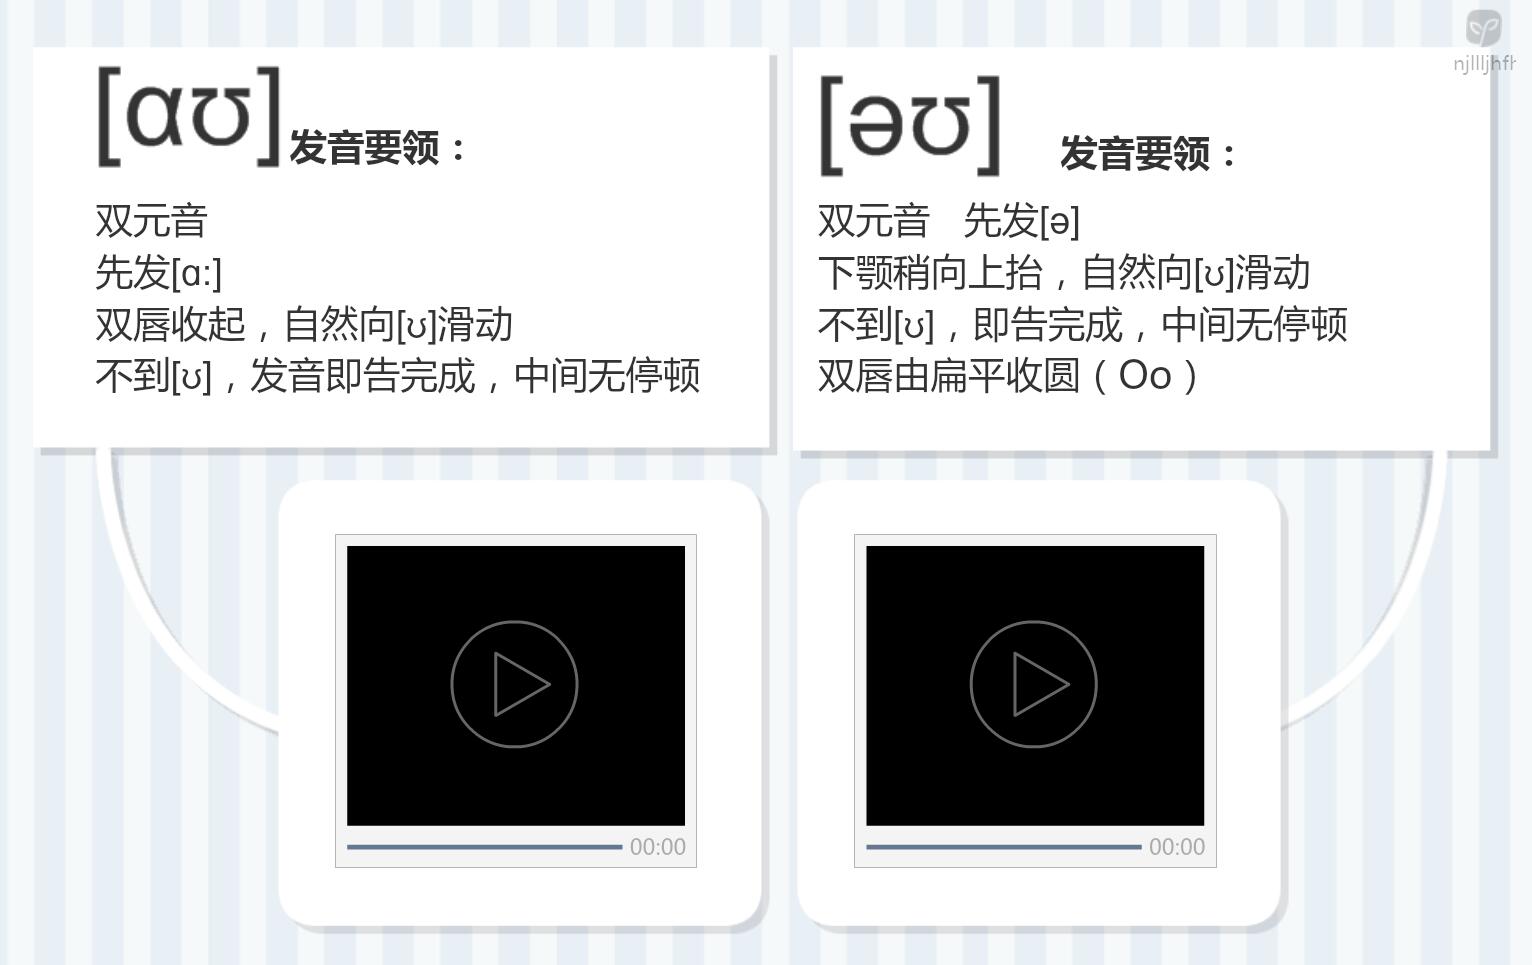 [ɑʊ]发音要领：
双元音
先发[ɑ:]
双唇收起，自然向[ʊ]滑动
不到[ʊ]，发音即告完成，中间无停顿
[əʊ] 发音要领：
双元音 先发[ə]
下颚稍向上抬，自然向[ʊ]滑动
不到[ʊ]，即告完成，中间无停顿
双唇由扁平收圆（Oo）
00:00
00:00